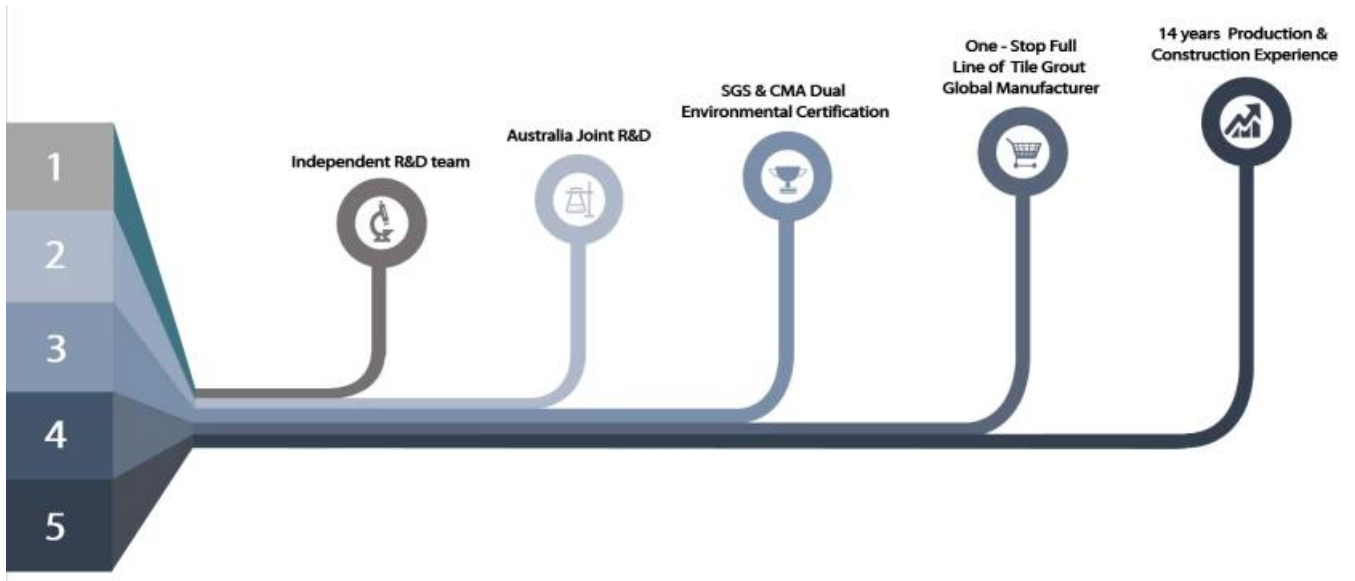 1
2
3
4
5
Independent R&D team
Australia Joint R&D
SGS & CMA Dual
Environmental Certification
One - Stop Full
Line of Tile Grout
Global Manufacturer
14 years Production &
Construction Experience